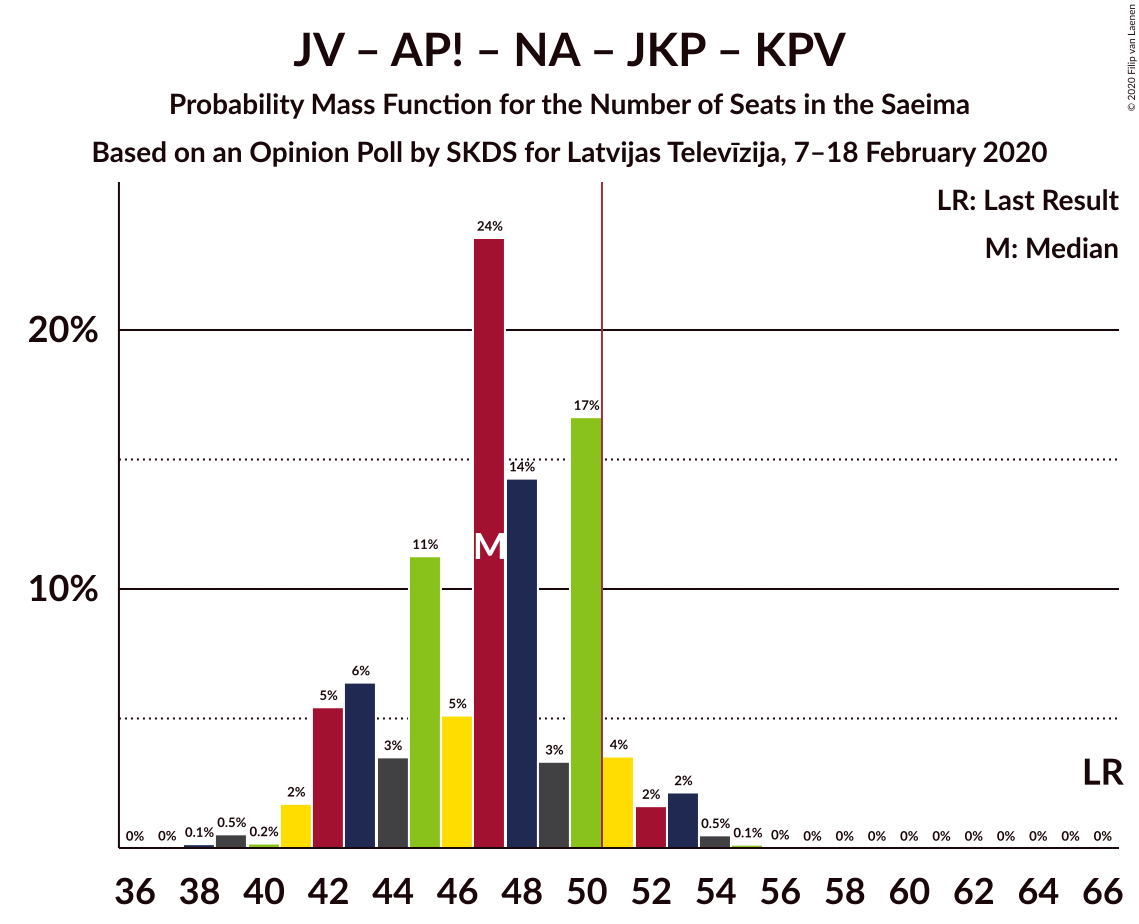 JV – AP! – NA – JKP – KPV
Probability Mass Function for the Number of Seats in the Saeima
Based on an Opinion Poll by SKDS for Latvijas Televīzija, 7–18 February 2020
© 2020 Filip van Laenen
LR: Last Result
M: Median
20%
10%
0% 0% 0.1% 0.5% 0.2% 2% 5% 6% 3% 11% 5% 24% 14% 3% 17% 4% 2% 2% 0.5% 0.1% 0% 0% 0% 0% 0% 0% 0% 0% 0% 0% 0%
M
LR
36 38 40 42 44 46 48 50 52 54 56 58 60 62 64 66